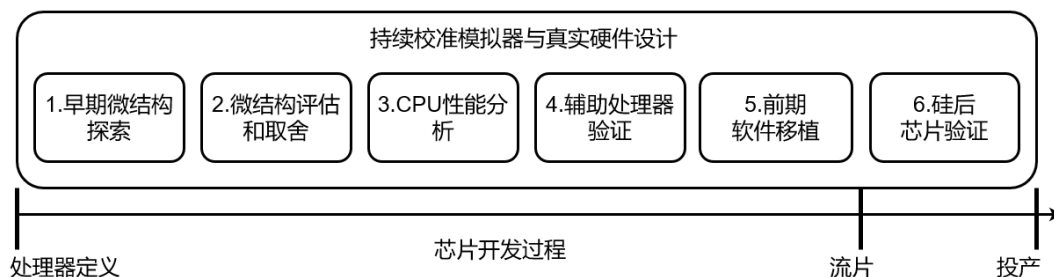 持续校准模拟器与真实硬件设计
1.早期微结构
探索
2.微结构评估
和取舍
3.CPU性能分
析
4.辅助处理器
验证
5.前期
软件移植
6.硅后
芯片验证
处理器定义
芯片开发过程
流片
投产